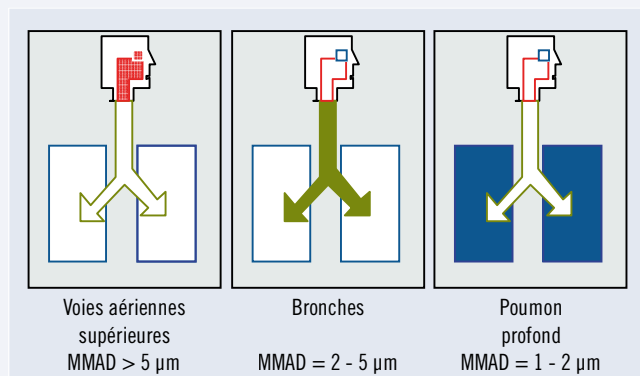 Voies aériennes
supérieures
MMAD > 5 µm
Bronches
MMAD = 2 - 5 µm
Poumon
profond
MMAD = 1 - 2 µm